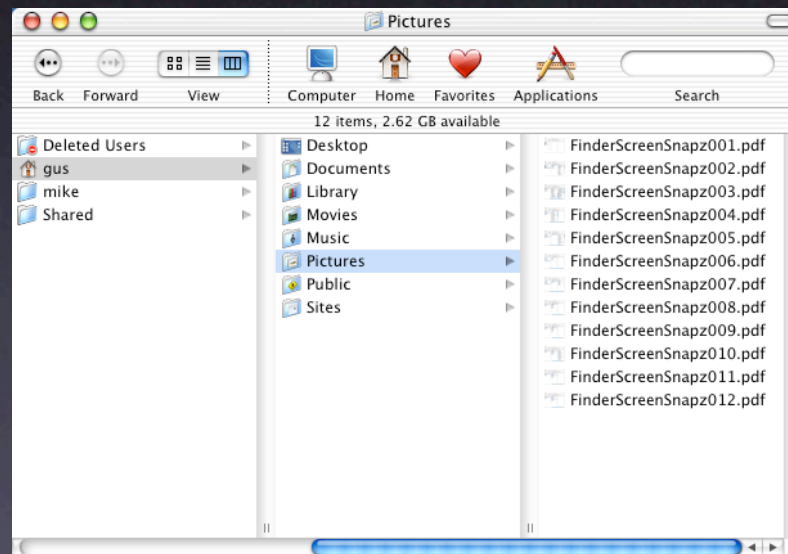 Pictures
Back Forward View Computer Home Favorites Applications Search
12 items, 2.62 GB available
Deleted Users
gus
mike
Shared
Desktop
Documents
Library
Movies
Music
Pictures
Public
Sites
FinderScreenSnapz001.pdf
FinderScreenSnapz002.pdf
FinderScreenSnapz003.pdf
FinderScreenSnapz004.pdf
FinderScreenSnapz005.pdf
FinderScreenSnapz006.pdf
FinderScreenSnapz007.pdf
FinderScreenSnapz008.pdf
FinderScreenSnapz009.pdf
FinderScreenSnapz010.pdf
FinderScreenSnapz011.pdf
FinderScreenSnapz012.pdf